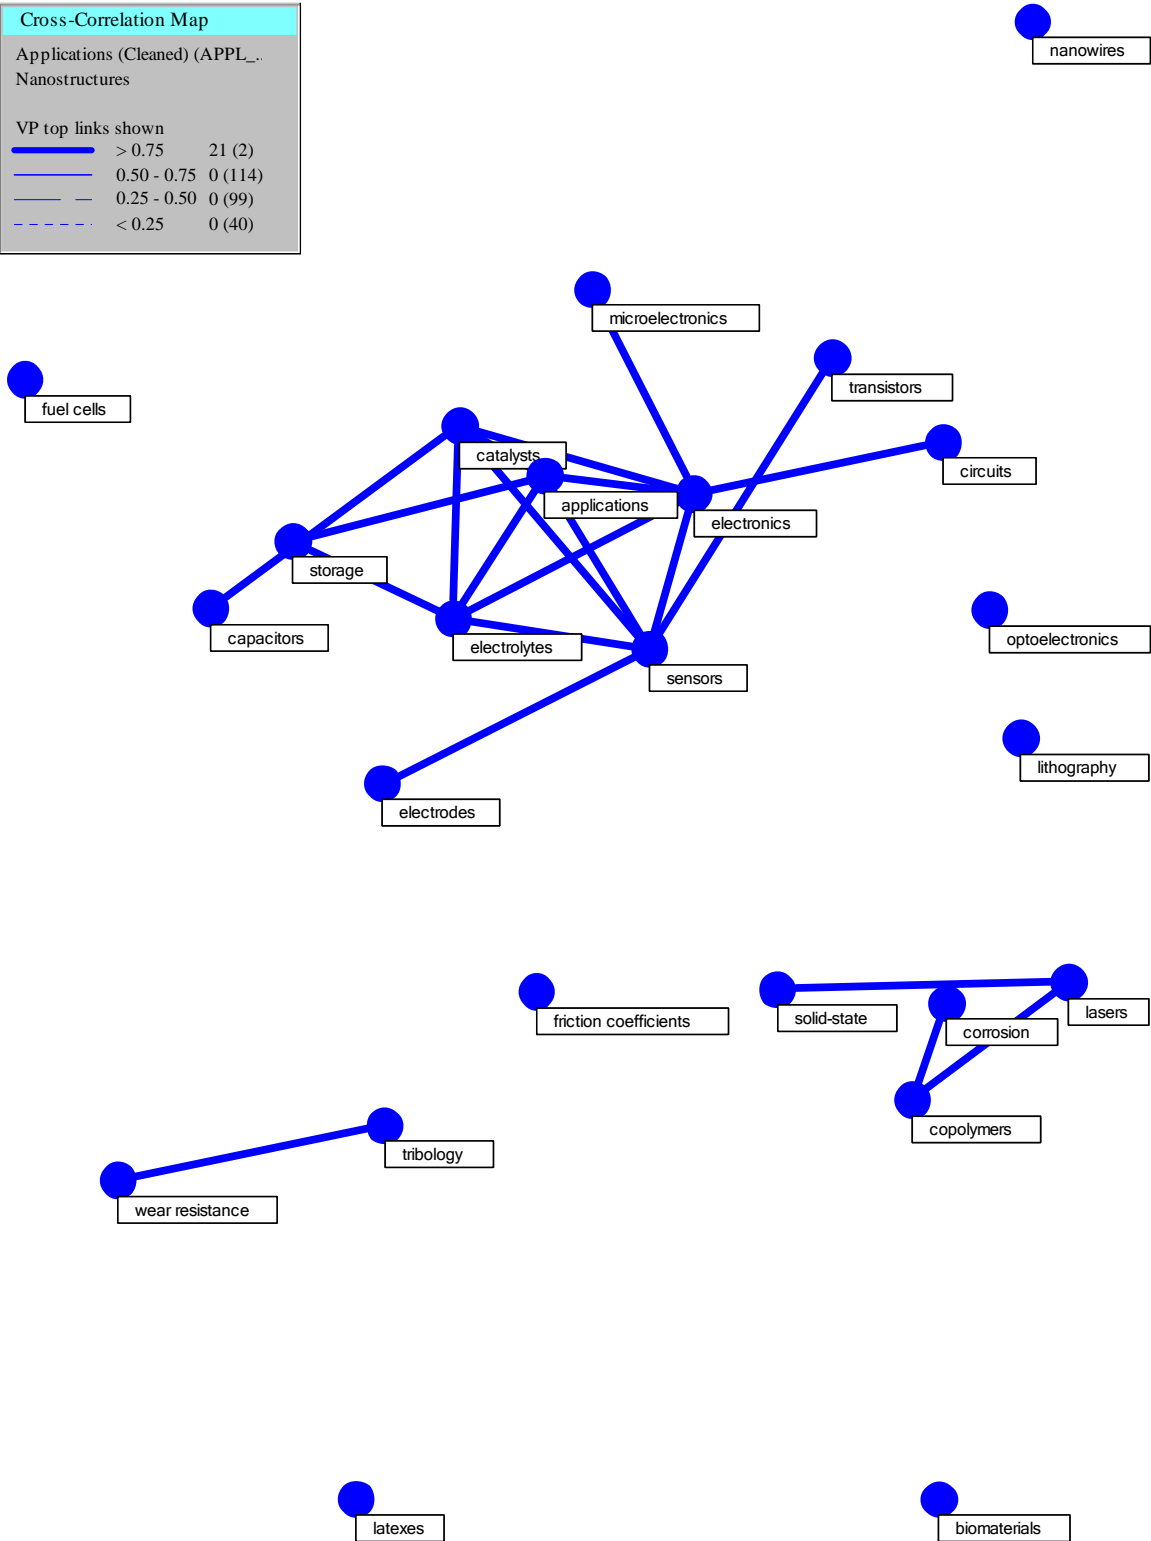 Cross-Correlation Map
Applications (Cleaned) (APPL_..
Nanostructures
VP top links shown
> 0.75 21 (2)
0.50 - 0.75 0 (114)
0.25 - 0.50 0 (99)
< 0.25 0 (40)
nanowires
microelectronics
transistors
fuel cells
catalysts
circuits
applications
electronics
storage
capacitors
electrolytes
optoelectronics
sensors
lithography
electrodes
friction coefficients
solid-state
lasers
corrosion
copolymers
tribology
wear resistance
latexes
biomaterials